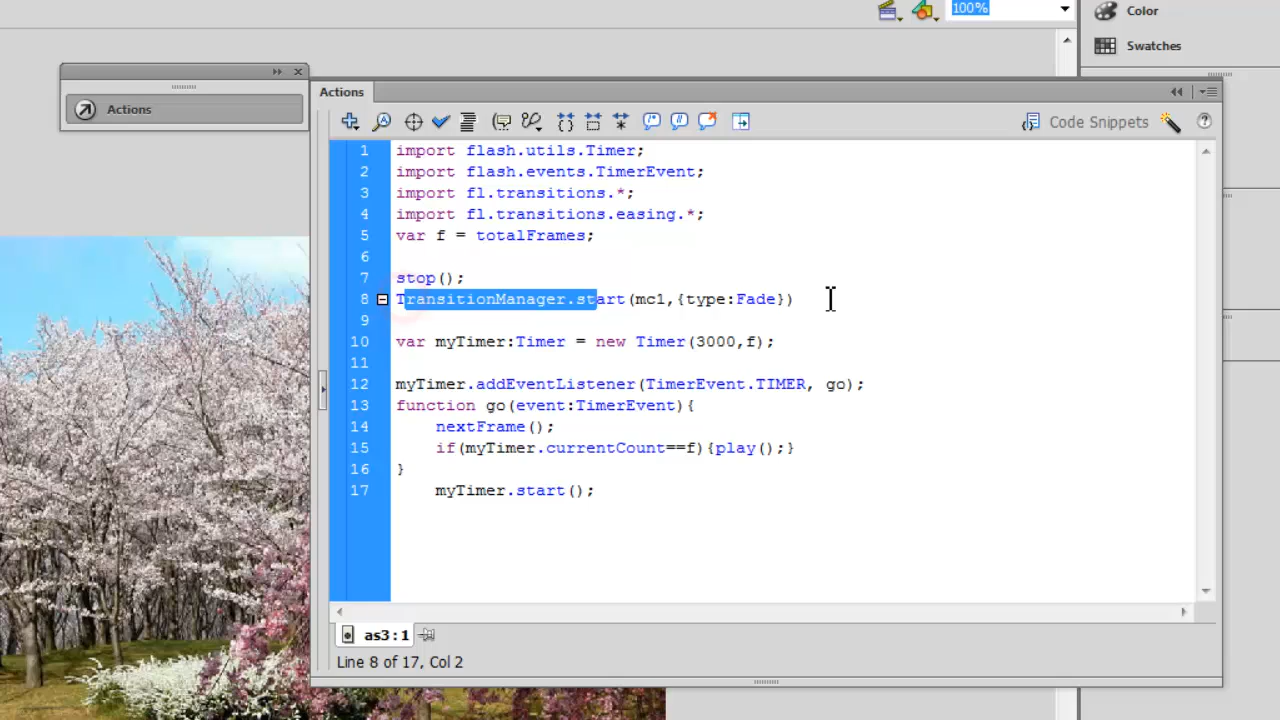 100%
Color
Swatches
Actions
Actions
Code Snippets
1 import flash.utils.Timer;
2 import flash.events.TimerEvent;
3 import fl.transitions.*;
4 import fl.transitions.easing.*;
5 var f = totalFrames;
6
7 stop();
8 TransitionManager.start(mc1,{type:Fade})
9
10 var myTimer:Timer = new Timer(3000,f);
11
12 myTimer.addEventListener(TimerEvent.TIMER, go);
13 function go(event:TimerEvent){
14 nextFrame();
15 if(myTimer.currentCount==f){play();}
16 }
17 myTimer.start();
as3:1
Line 8 of 17, Col 2